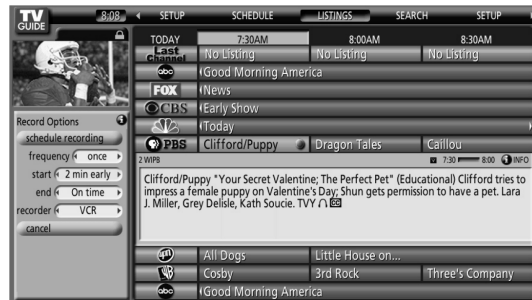 TV
GUIDE
8:08
SETUP SCHEDULE LISTINGS SEARCH SETUP
TODAY 7:30AM 8:00AM 8:30AM
Last
Channel
No Listing No Listing No Listing
abc Good Morning America
FOX News
CBS Early Show
Today
PBS Clifford/Puppy Dragon Tales Caillou
2 WIPB 7:30 8:00 INFO
Clifford/Puppy "Your Secret Valentine; The Perfect Pet" (Educational) Clifford tries to
impress a female puppy on Valentine's Day; Shun gets permission to have a pet. Lara
J. Miller, Grey Delisle, Kath Soucie. TVY CC
Record Options
schedule recording
frequency once
start 2 min early
end On time
recorder VCR
cancel
upn All Dogs Little House on...
WB Cosby 3rd Rock Three's Company
abc Good Morning America